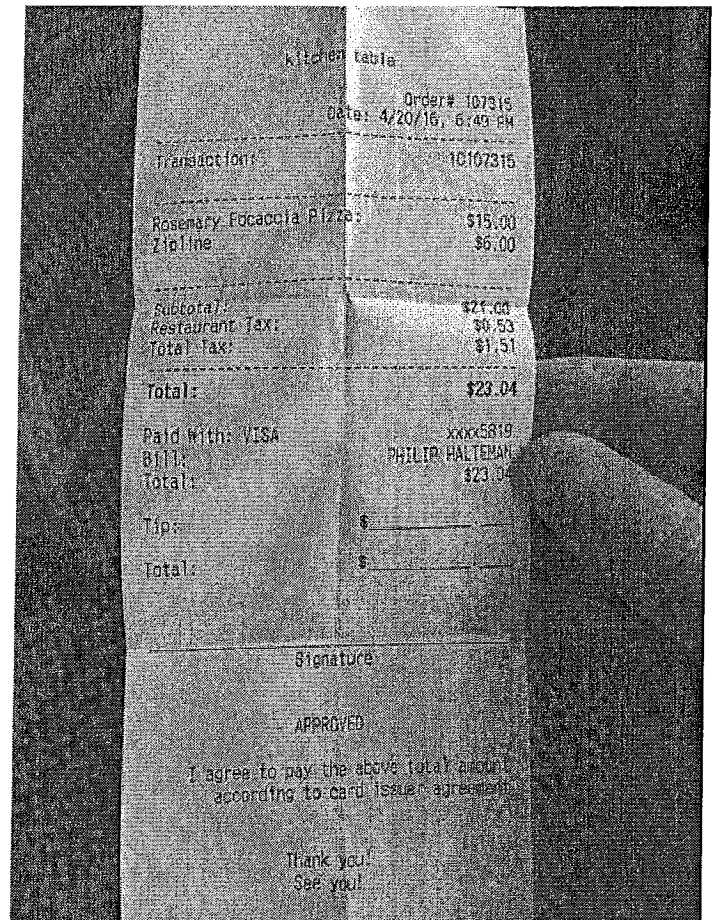 kitchen table
Order# 107315
Date: 4/20/16, 6:49 PM
Transaction: 10107315
Rosemary Focaccia Pizza: $15.00
Zipline $6.00
Subtotal: $21.00
Restaurant Tax: $0.53
Total Tax: $1.51
Total: $23.04
Paid With: VISA xxxx5819
Bill: PHILIP HALTEMAN
Total: $23.04
Tip: $
Total: $
Signature
APPROVED
I agree to pay the above total amount
according to card issuer agreement
Thank you!
See you!